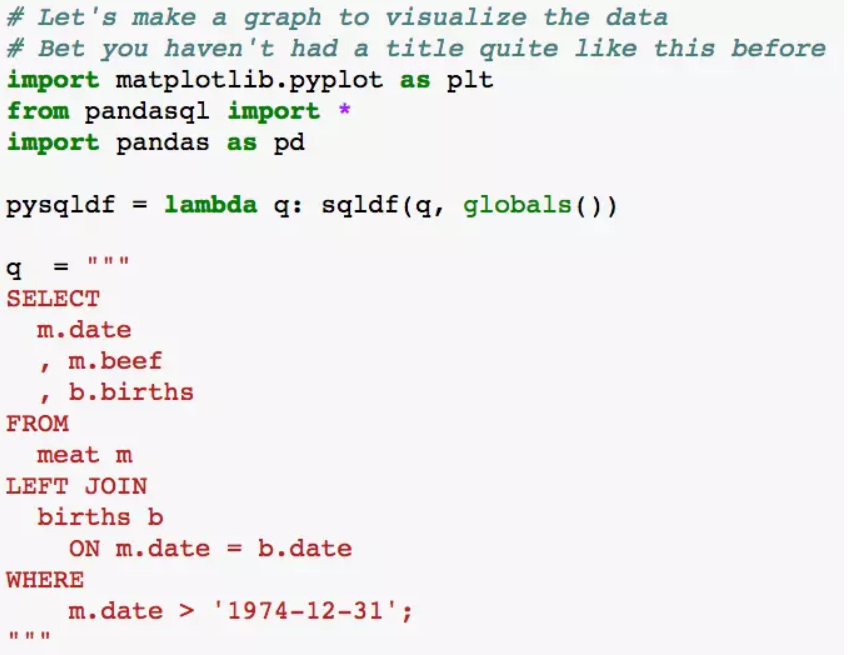 # Let's make a graph to visualize the data
# Bet you haven't had a title quite like this before
import matplotlib.pyplot as plt
from pandasql import *
import pandas as pd

pysqldf = lambda q: sqldf(q, globals())

q  = """
SELECT
  m.date
  , m.beef
  , b.births
FROM
  meat m
LEFT JOIN
  births b
    ON m.date = b.date
WHERE
    m.date > '1974-12-31';
"""